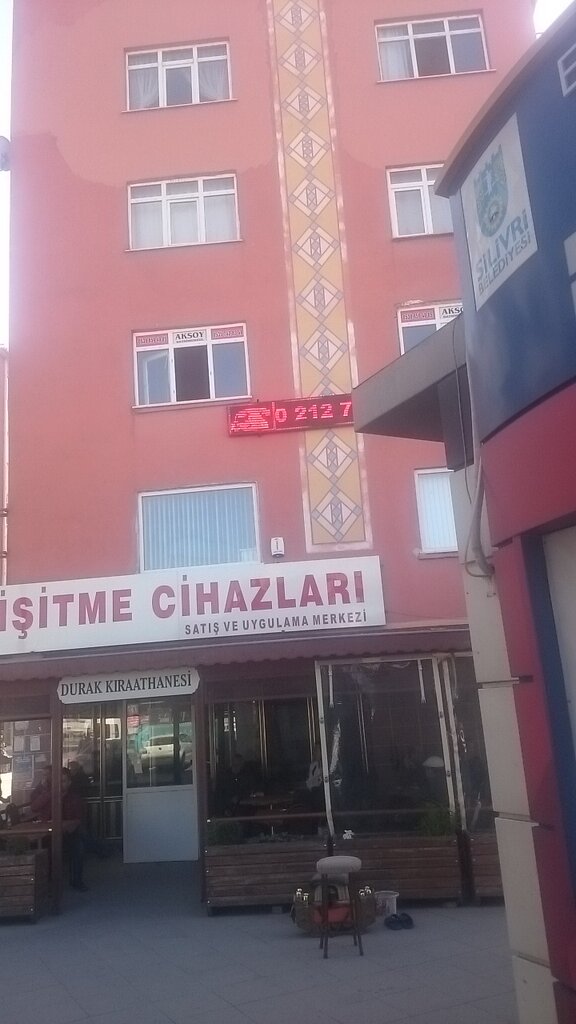 AKSOY
AKSOY
0 212 7
SİLİVRİ
BELEDİYESİ
İŞİTME CİHAZLARI
SATIŞ VE UYGULAMA MERKEZİ
DURAK KIRAATHANESİ